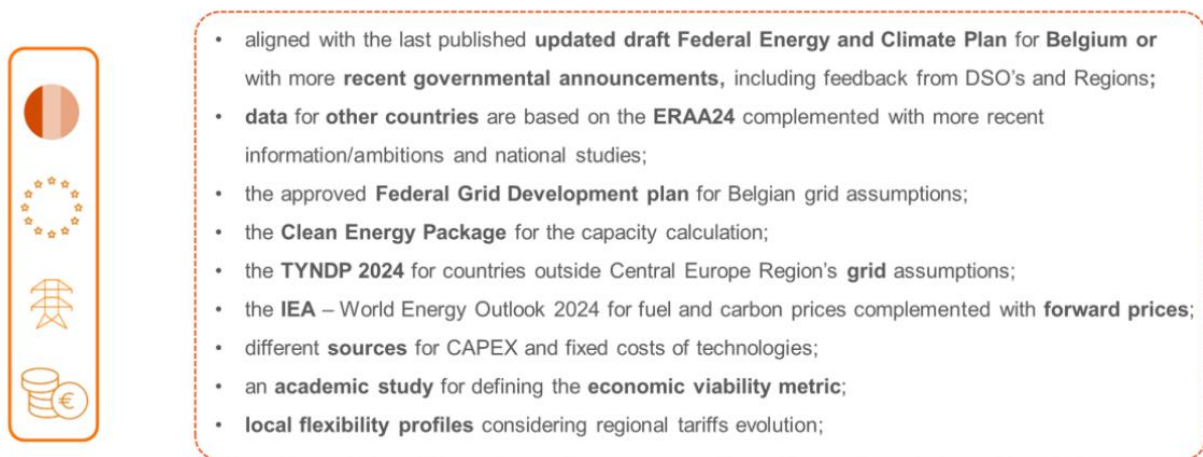 • aligned with the last published updated draft Federal Energy and Climate Plan for Belgium or
with more recent governmental announcements, including feedback from DSO's and Regions;
• data for other countries are based on the ERAA24 complemented with more recent
information/ambitions and national studies;
• the approved Federal Grid Development plan for Belgian grid assumptions;
• the Clean Energy Package for the capacity calculation;
• the TYNDP 2024 for countries outside Central Europe Region's grid assumptions;
• the IEA – World Energy Outlook 2024 for fuel and carbon prices complemented with forward prices;
• different sources for CAPEX and fixed costs of technologies;
• an academic study for defining the economic viability metric;
• local flexibility profiles considering regional tariffs evolution;
€